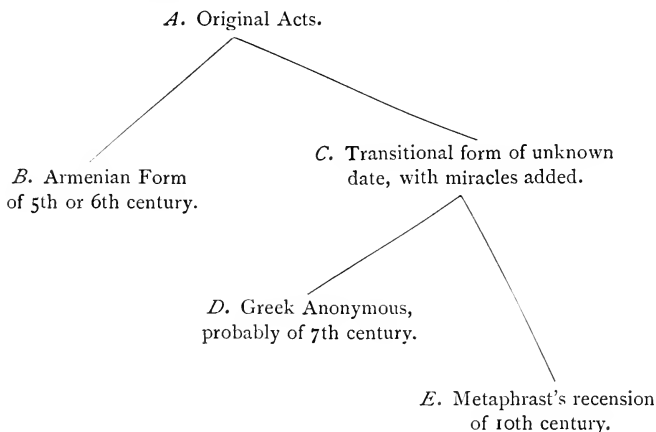 A. Original Acts.
C. Transitional form of unknown
date, with miracles added.
B. Armenian Form
of 5th or 6th century.
D. Greek Anonymous,
probably of 7th century.
E. Metaphrast's recension
of 10th century.